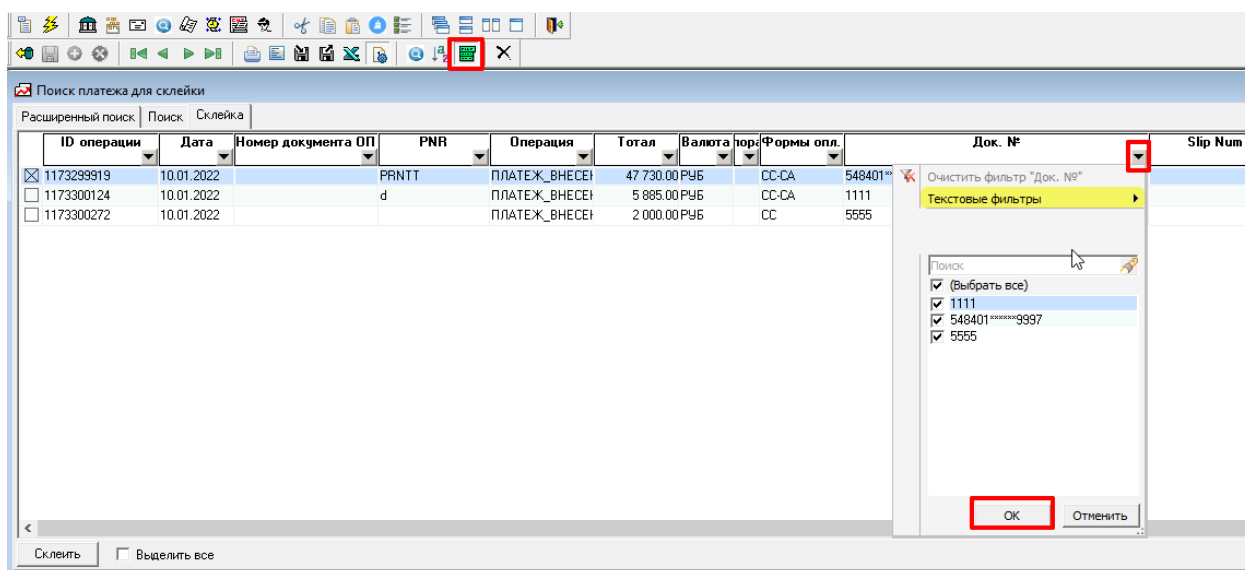 Поиск платежа для склейки
Расширенный поиск Поиск Склейка
ID операции Дата Номер документа ОП PNR Операция Тотал Валюта Формы опл. Док. № Slip Num
1173299919 10.01.2022 PRNTT ПЛАТЕЖ_ВНЕСЕН 47 730.00 РУБ CC-CA 548401**
1173300124 10.01.2022 d ПЛАТЕЖ_ВНЕСЕН 5 885.00 РУБ CC-CA 1111
1173300272 10.01.2022 ПЛАТЕЖ_ВНЕСЕН 2 000.00 РУБ CC 5555
Очистить фильтр "Док. №"
Текстовые фильтры
Поиск
(Выбрать все)
1111
548401******9997
5555
OK Отменить
Склеить Выделить все